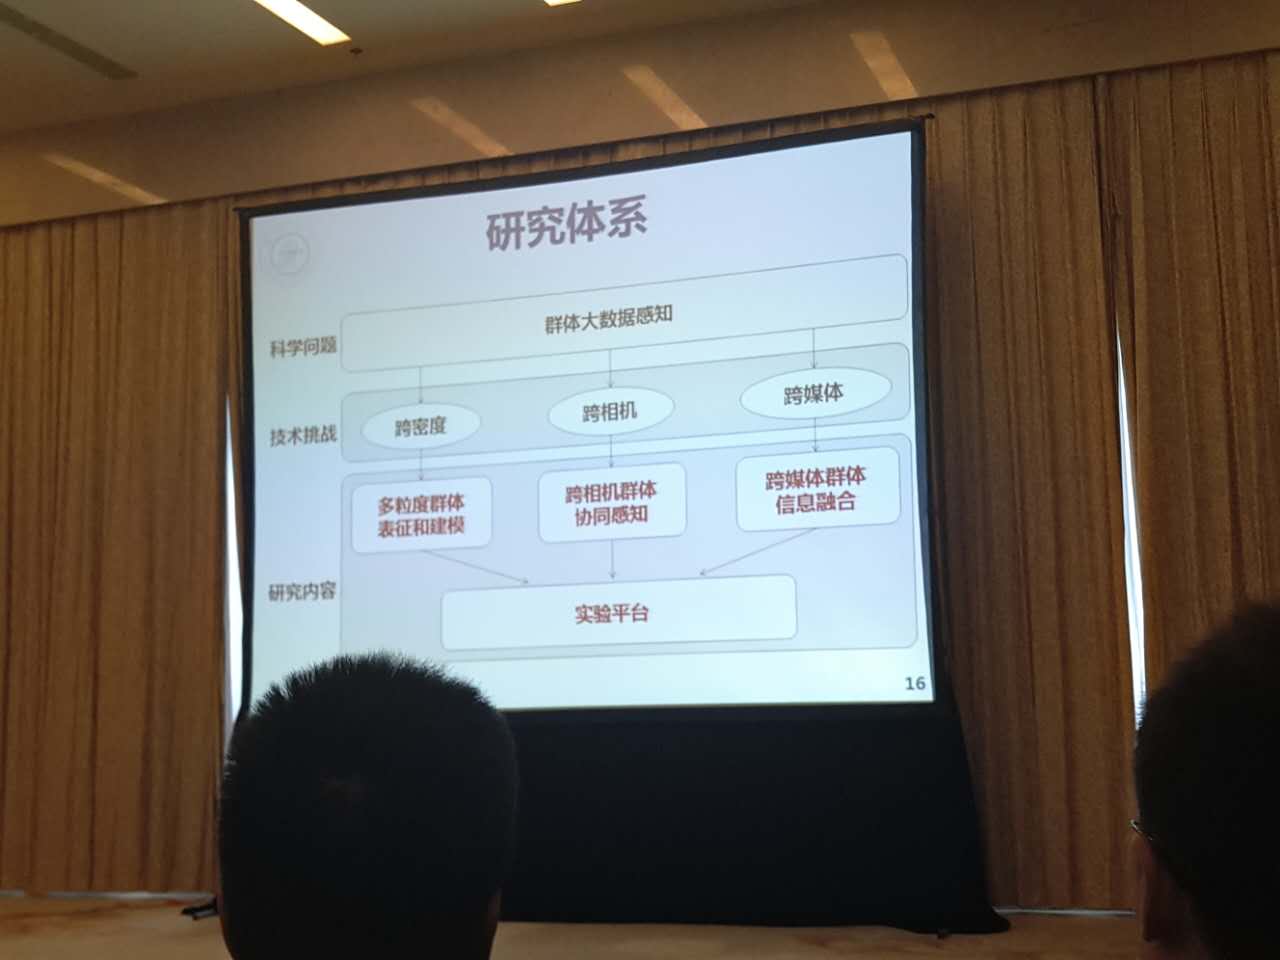 研究体系
科学问题
群体大数据感知
技术挑战
跨密度
跨相机
跨媒体
研究内容
多粒度群体
表征和建模
跨相机群体
协同感知
跨媒体群体
信息融合
实验平台
16